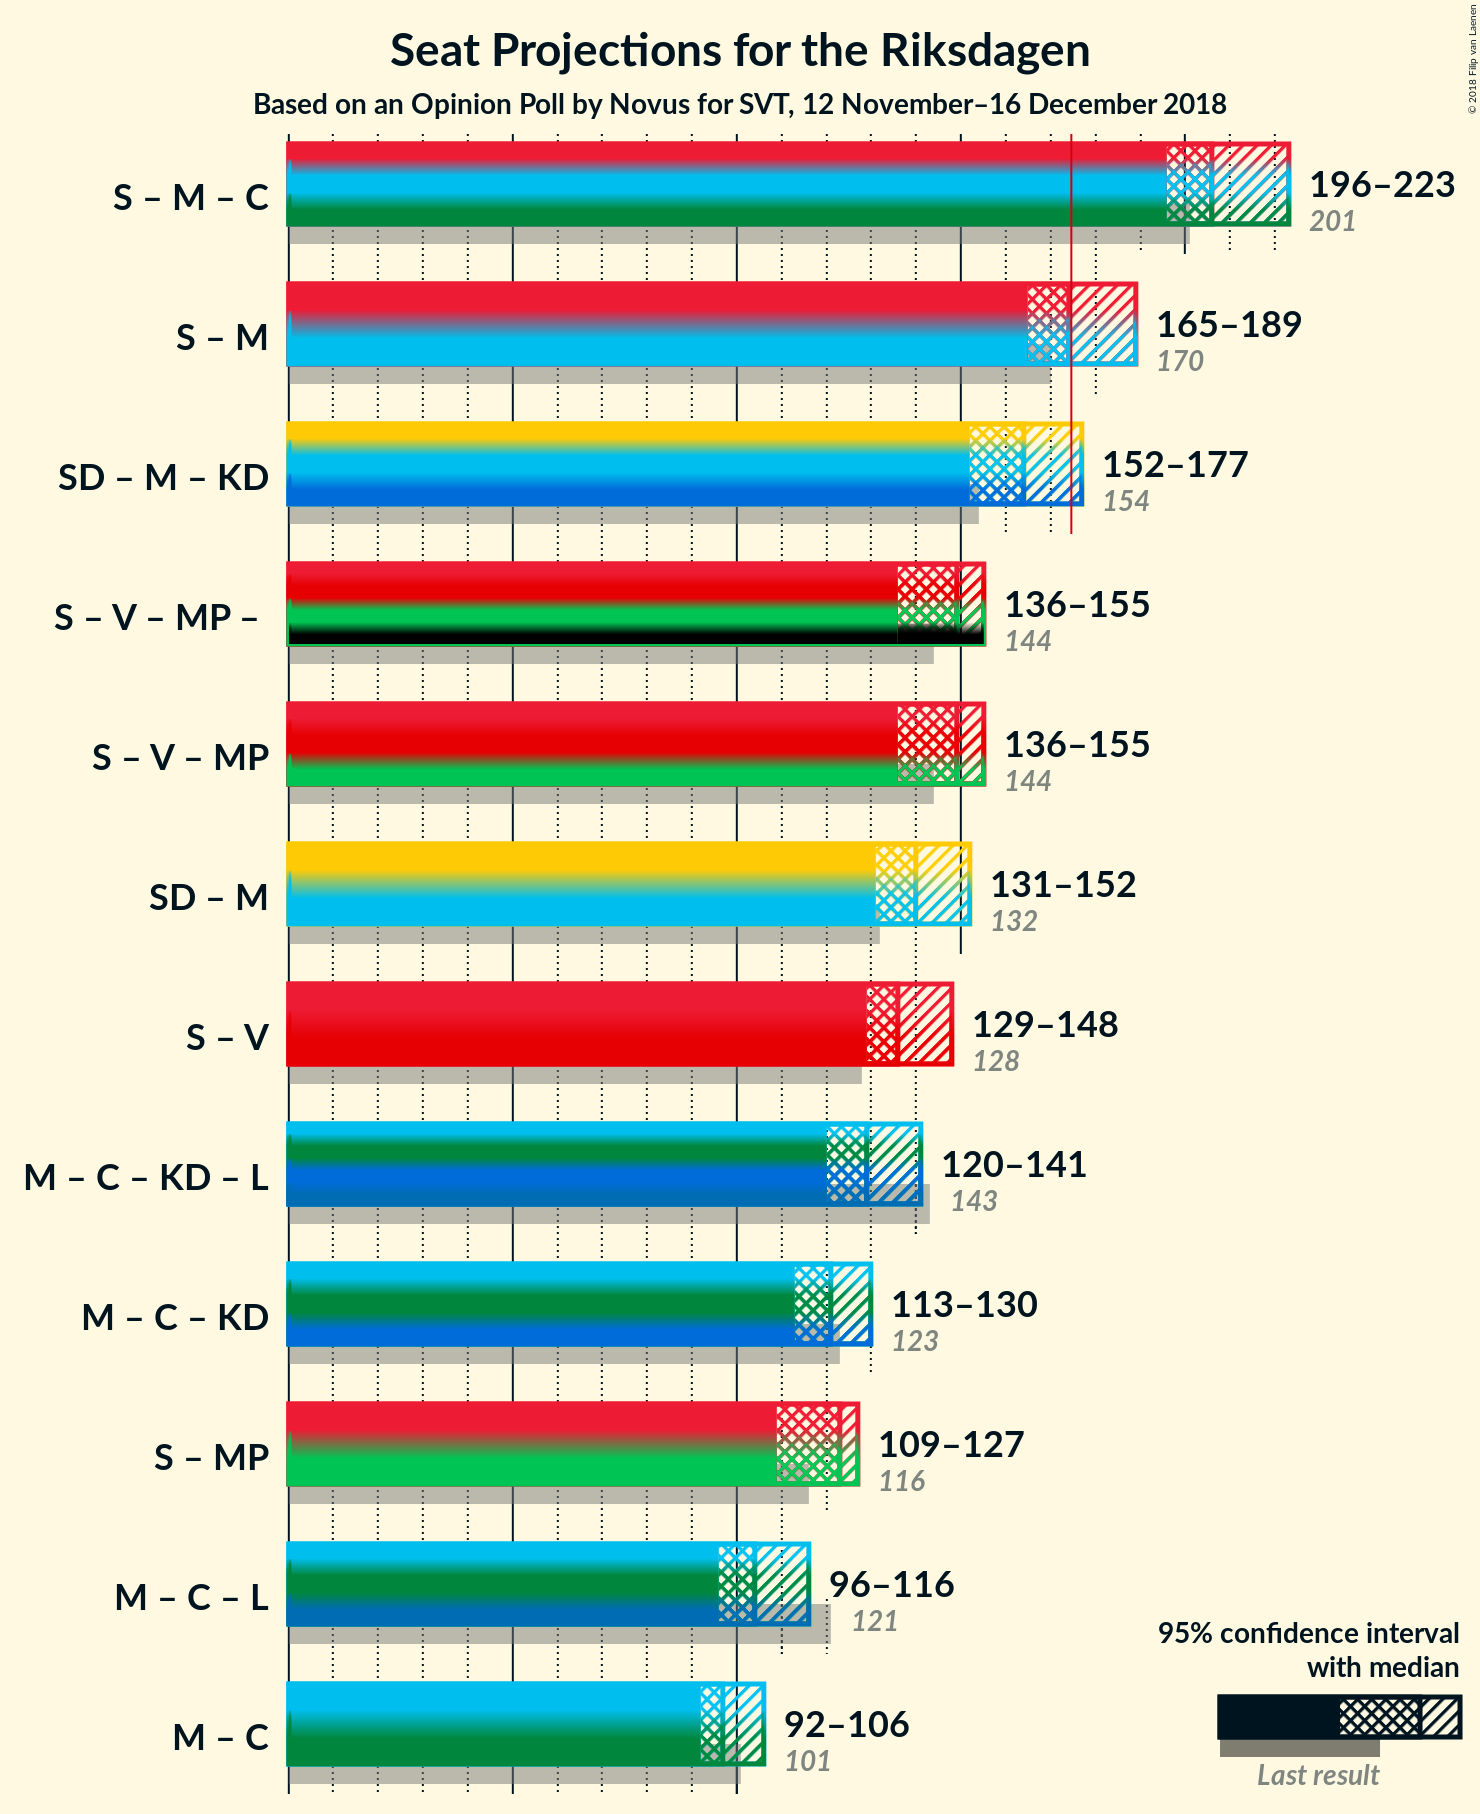 Seat Projections for the Riksdagen
Based on an Opinion Poll by Novus for SVT, 12 November–16 December 2018
© 2018 Filip van Laenen
S – M – C
196–223
201
S – M
165–189
170
SD – M – KD
152–177
154
S – V – MP –
136–155
144
S – V – MP
136–155
144
SD – M
131–152
132
S – V
129–148
128
M – C – KD – L
120–141
143
M – C – KD
113–130
123
S – MP
109–127
116
M – C – L
96–116
121
M – C
92–106
101
95% confidence interval
with median
Last result